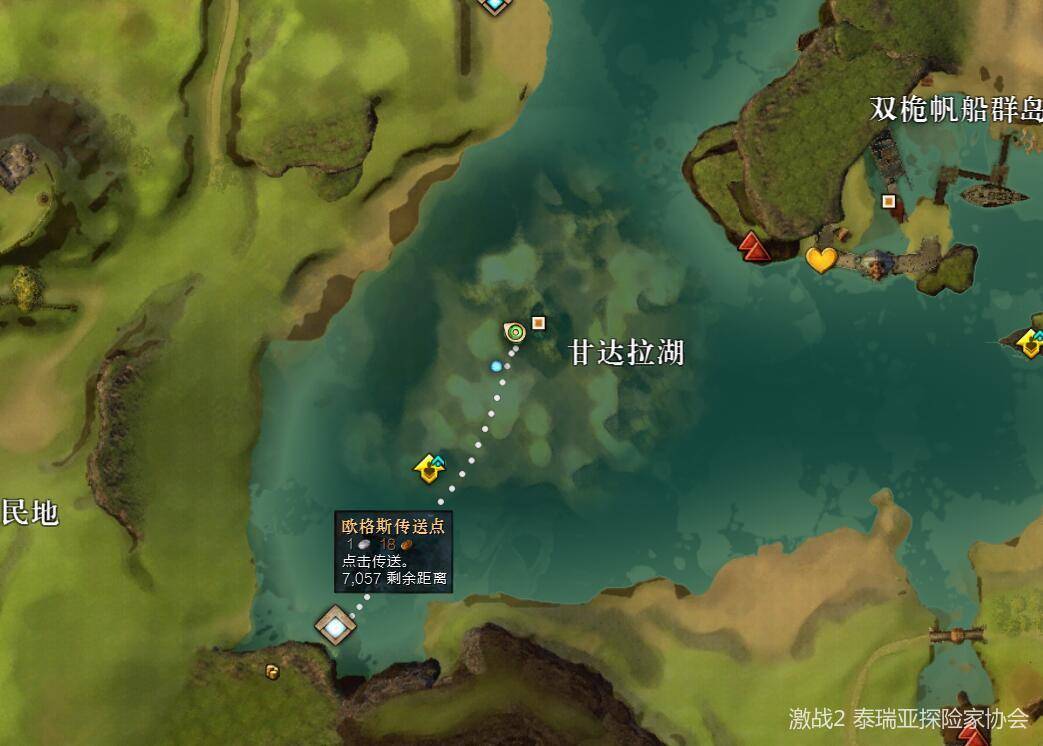 双桅帆船群岛
甘达拉湖
民地
欧格斯传送点
1 18
点击传送。
7,057 剩余距离
激战2 泰瑞亚探险家协会